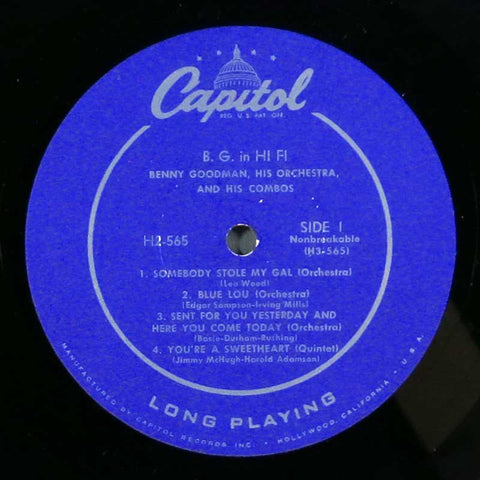 Capitol
REG. U.S. PAT. OFF.
B. G. in HI FI
BENNY GOODMAN, HIS ORCHESTRA,
AND HIS COMBOS
H2-565
SIDE 1
Nonbreakable
(H3-565)
1. SOMEBODY STOLE MY GAL (Orchestra)
(Leo Wood)
2. BLUE LOU (Orchestra)
(Edgar Sampson-Irving Mills)
3. SENT FOR YOU YESTERDAY AND
HERE YOU COME TODAY (Orchestra)
(Basie-Durham-Rushing)
4. YOU'RE A SWEETHEART (Quintet)
(Jimmy McHugh-Harold Adamson)
LONG PLAYING
MANUFACTURED BY CAPITOL RECORDS INC. • HOLLYWOOD, CALIFORNIA • U.S.A.